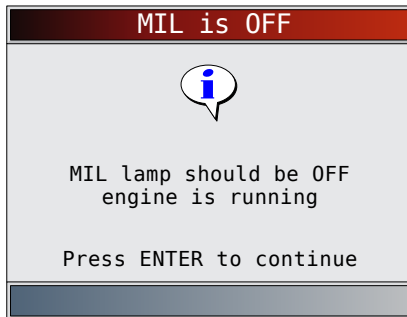 MIL is OFF
i
MIL lamp should be OFF
engine is running
Press ENTER to continue